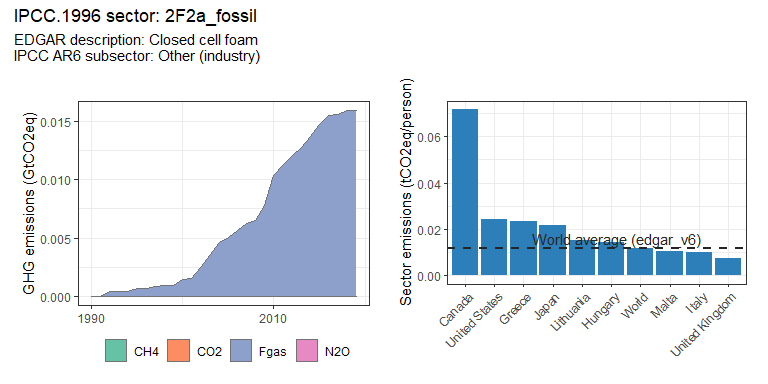 IPCC.1996 sector: 2F2a_fossil
EDGAR description: Closed cell foam
IPCC AR6 subsector: Other (industry)
GHG emissions (GtCO2eq)
0.015
0.010
0.005
0.000
1990
2010
CH4
CO2
Fgas
N2O
Sector emissions (tCO2eq/person)
0.06
0.04
0.02
0.00
World average (edgar_v6)
Canada
United States
Greece
Japan
Lithuania
Hungary
World
Malta
Italy
United Kingdom